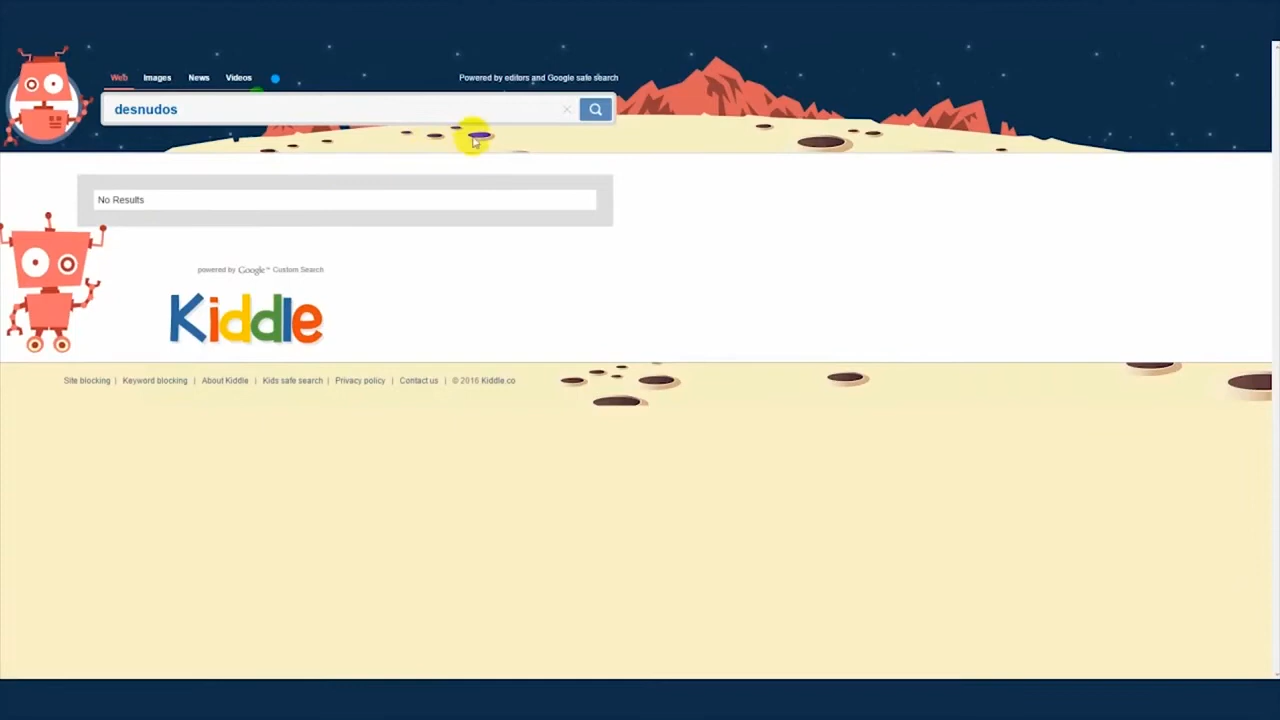 Web Images News Videos
Powered by editors and Google safe search
desnudos
No Results
powered by Google™ Custom Search
Kiddle
Site blocking | Keyword blocking | About Kiddle | Kids safe search | Privacy policy | Contact us | © 2016 Kiddle.co